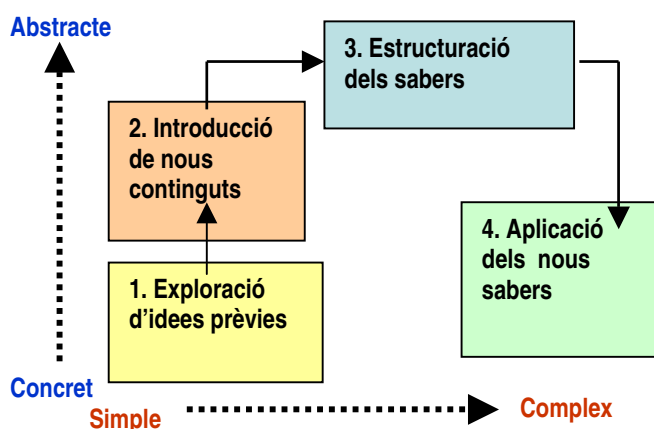 Abstracte
3. Estructuració
dels sabers
2. Introducció
de nous
continguts
4. Aplicació
dels nous
sabers
1. Exploració
d’idees prèvies
Concret
Simple
Complex